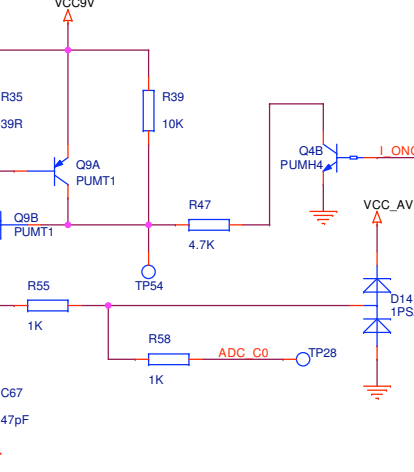 VCC9V
R35
39R
R39
10K
Q9A
PUMT1
Q4B
PUMH4
I_ON
R47
4.7K
VCC_AV
Q9B
PUMT1
TP54
R55
1K
D14
1PS
R58
1K
ADC_C0
TP28
C67
47pF